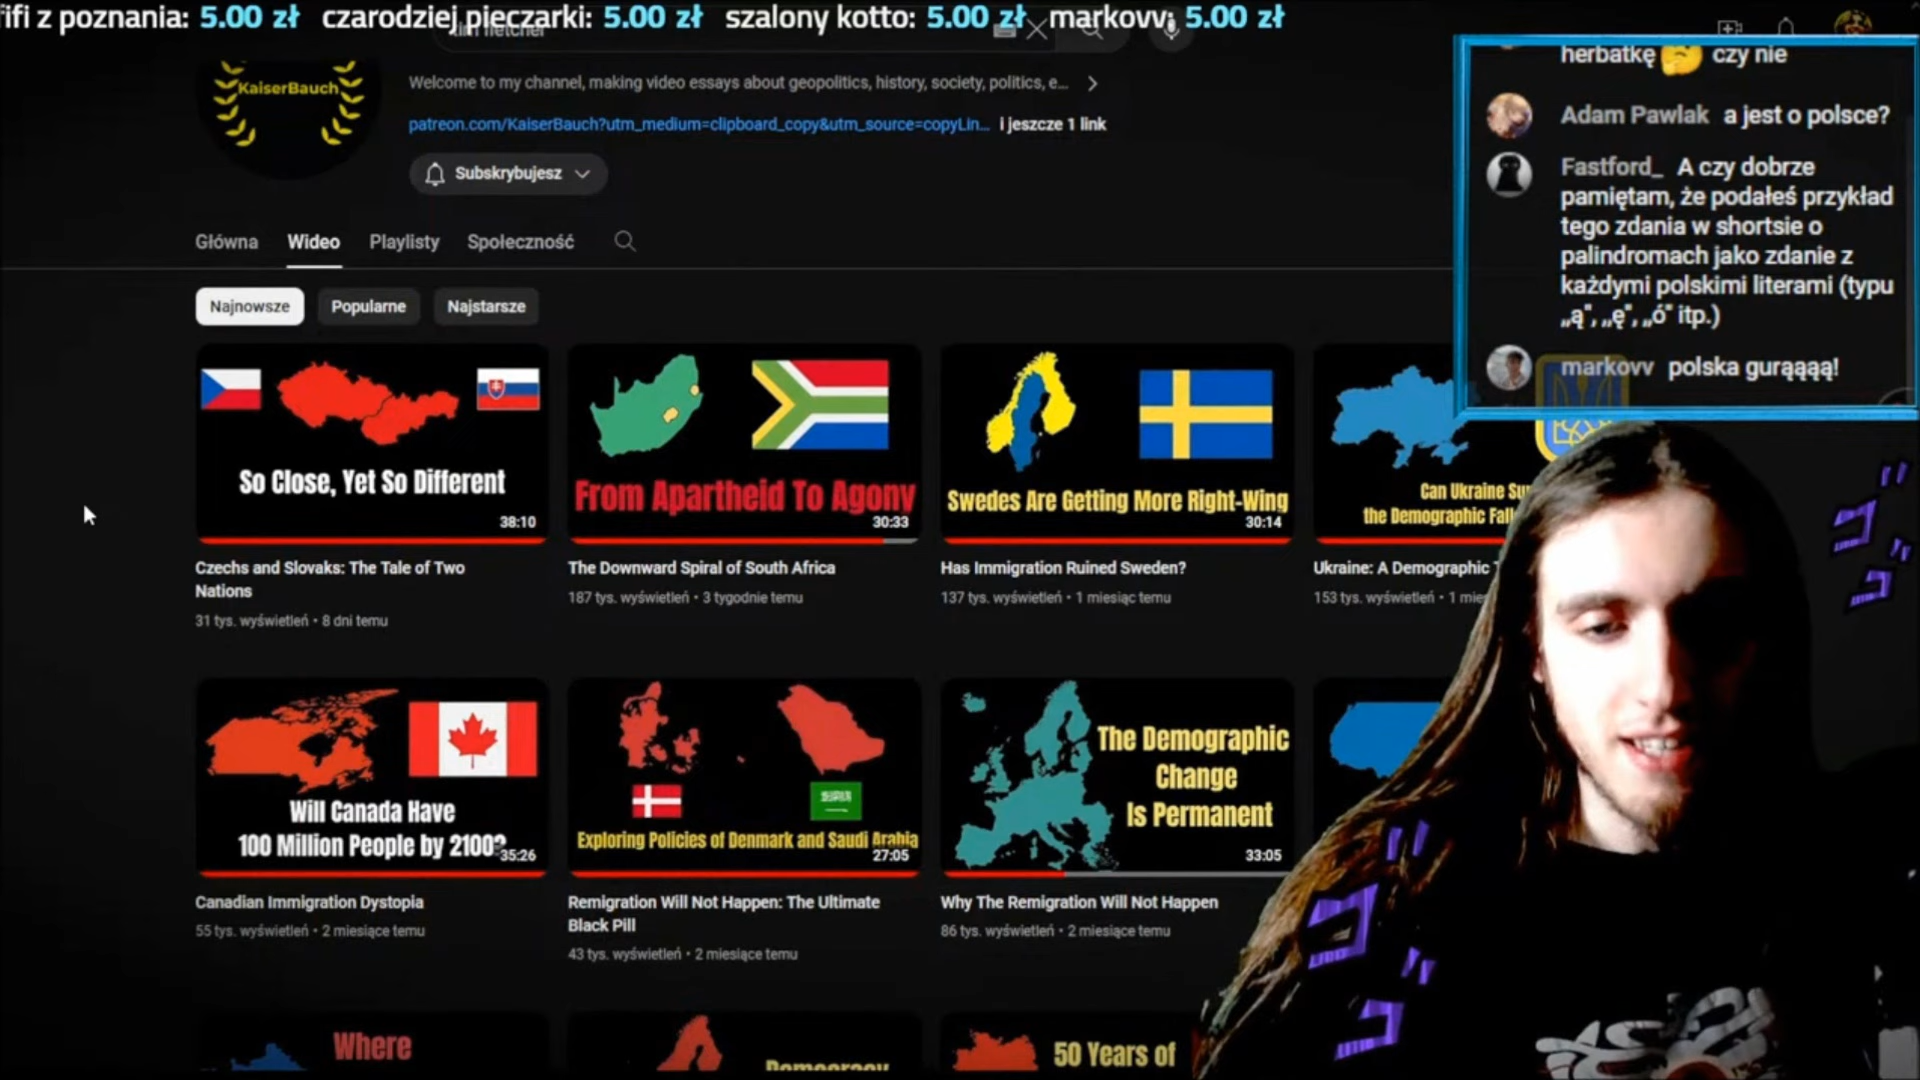 fifi z poznania: 5.00 zł czarodziej pieczarki: 5.00 zł szalony kotto: 5.00 zł markovv: 5.00 zł
KaiserBauch
Welcome to my channel, making video essays about geopolitics, history, society, politics, e...
patreon.com/KaiserBauch?utm_medium=clipboard_copy&utm_source=copyLin... i jeszcze 1 link
Subskrybujesz
Główna Wideo Playlisty Społeczność
Najnowsze Popularne Najstarsze
So Close, Yet So Different
38:10
Czechs and Slovaks: The Tale of Two
Nations
31 tys. wyświetleń • 8 dni temu
From Apartheid To Agony
30:33
The Downward Spiral of South Africa
187 tys. wyświetleń • 3 tygodnie temu
Swedes Are Getting More Right-Wing
30:14
Has Immigration Ruined Sweden?
137 tys. wyświetleń • 1 miesiąc temu
Can Ukraine
the Demographic
Ukraine: A Demographic
153 tys. wyświetleń • 1
Will Canada Have
100 Million People by 2100?
35:26
Canadian Immigration Dystopia
55 tys. wyświetleń • 2 miesiące temu
Exploring Policies of Denmark and Saudi Arabia
27:05
Remigration Will Not Happen: The Ultimate
Black Pill
43 tys. wyświetleń • 2 miesiące temu
The Demographic
Change
Is Permanent
33:05
Why The Remigration Will Not Happen
86 tys. wyświetleń • 2 miesiące temu
Where
Democracy
50 Years of
herbatkę 🤔 czy nie
Adam Pawlak a jest o polsce?
Fastford_ A czy dobrze
pamiętam, że podałeś przykład
tego zdania w shortsie o
palindromach jako zdanie z
każdymi polskimi literami (typu
„ą", „ę", „ó" itp.)
markovv polska gurąąąą!